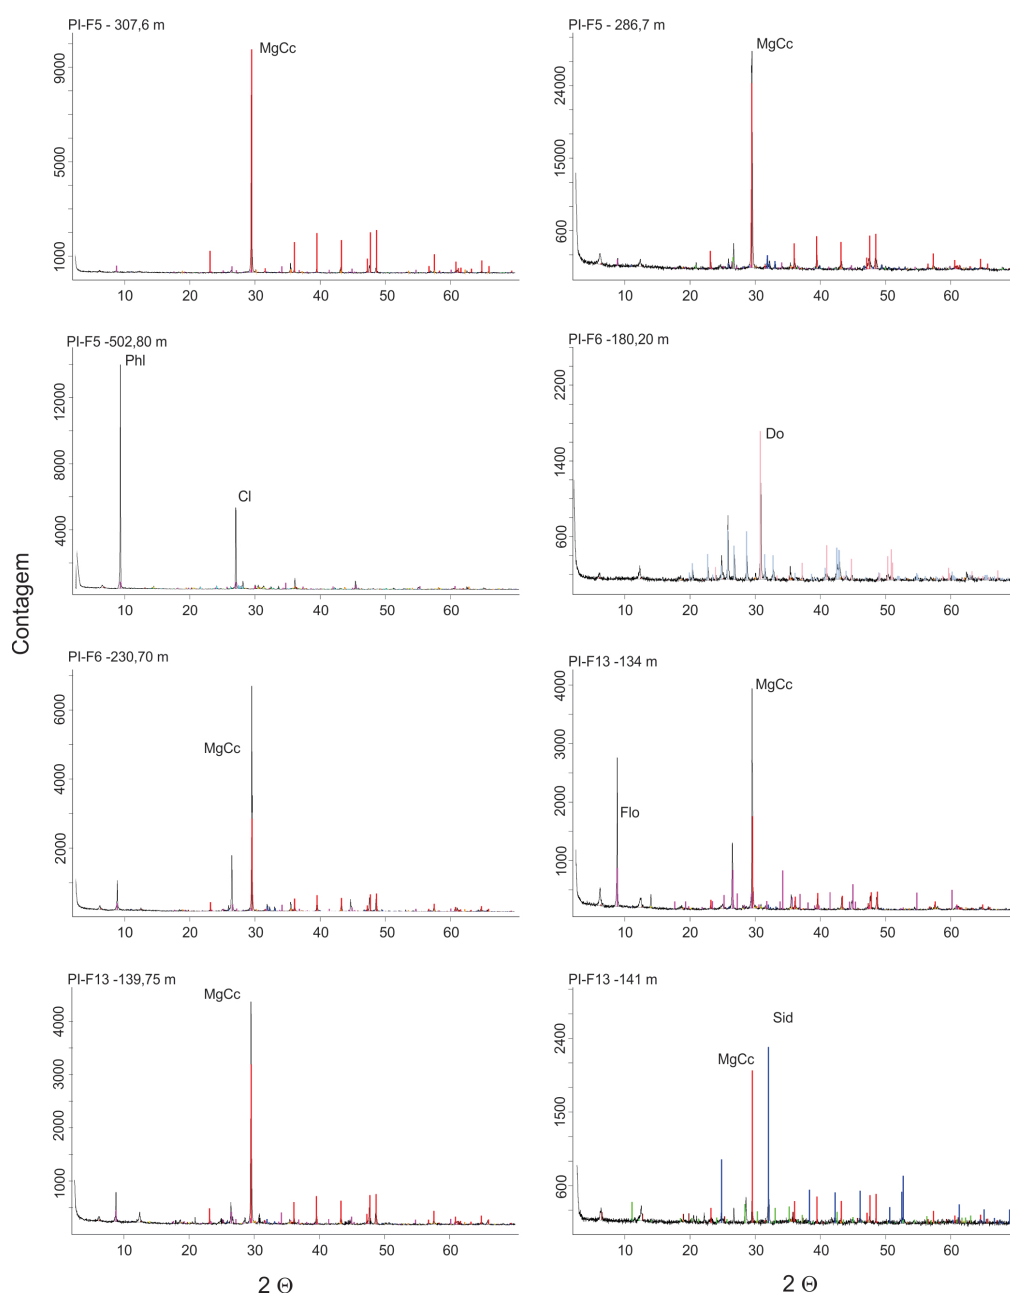 PI-F5 - 307,6 m
MgCc
9000
5000
1000
10 20 30 40 50 60
PI-F5 - 286,7 m
MgCc
24000
15000
600
10 20 30 40 50 60
PI-F5 -502,80 m
Phl
Cl
12000
8000
4000
10 20 30 40 50 60
PI-F6 -180,20 m
Do
2200
1400
600
10 20 30 40 50 60
Contagem
PI-F6 -230,70 m
MgCc
6000
4000
2000
10 20 30 40 50 60
PI-F13 -134 m
MgCc
Flo
4000
3000
2000
1000
10 20 30 40 50 60
PI-F13 -139,75 m
MgCc
4000
3000
2000
1000
10 20 30 40 50 60
2 Θ
PI-F13 -141 m
Sid
MgCc
2400
1500
600
10 20 30 40 50 60
2 Θ